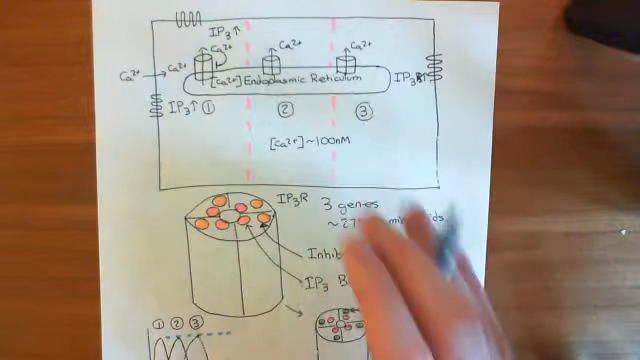 IP3↑
Ca2+ Ca2+ Ca2+
Ca2+ → Ca2+
[Ca2+] Endoplasmic Reticulum
IP3↑ ① ② ③
[Ca2+] ~100nM
IP3R
3 genes
Inhib
IP3 B
① ② ③